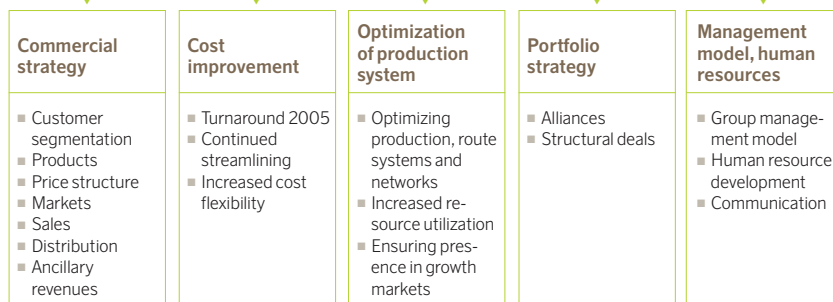 Commercial
strategy
■ Customer
segmentation
■ Products
■ Price structure
■ Markets
■ Sales
■ Distribution
■ Ancillary
revenues
Cost
improvement
■ Turnaround 2005
■ Continued
streamlining
■ Increased cost
flexibility
Optimization
of production
system
■ Optimizing
production, route
systems and
networks
■ Increased re-
source utilization
■ Ensuring pres-
ence in growth
markets
Portfolio
strategy
■ Alliances
■ Structural deals
Management
model, human
resources
■ Group manage-
ment model
■ Human resource
development
■ Communication